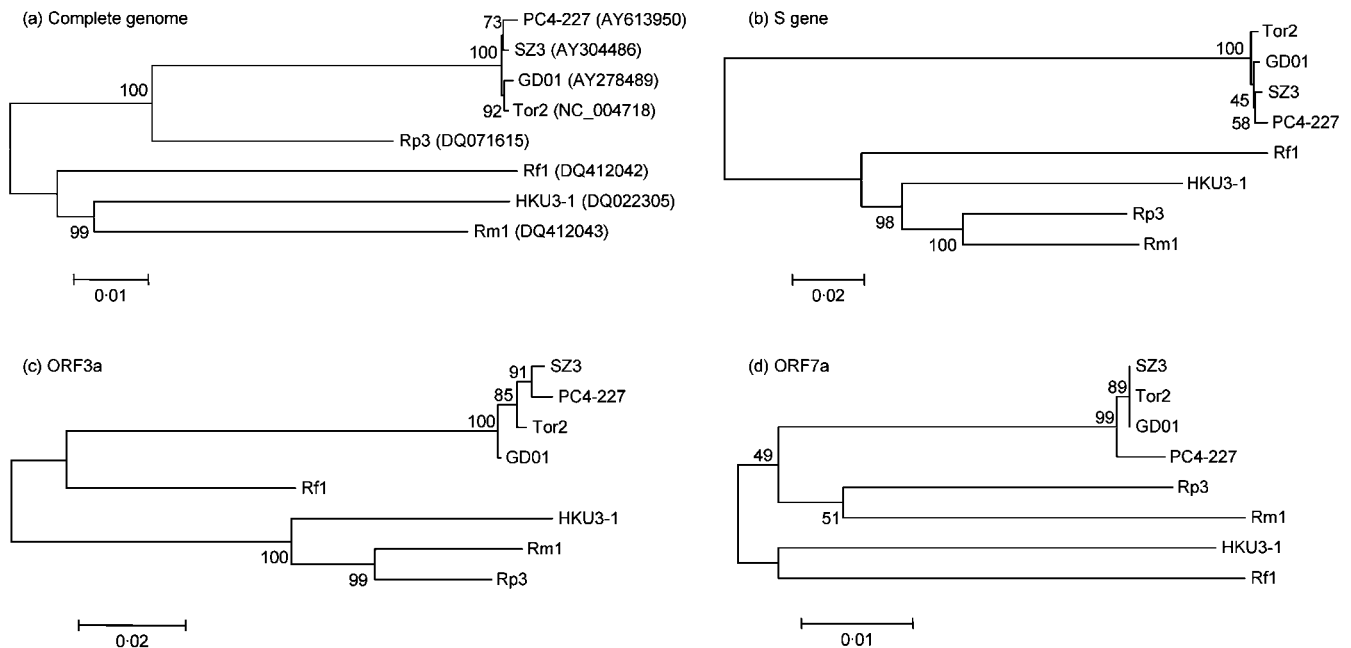 (a) Complete genome
73
PC4-227 (AY613950)
100
SZ3 (AY304486)
100
GD01 (AY278489)
92
Tor2 (NC_004718)
Rp3 (DQ071615)
Rf1 (DQ412042)
HKU3-1 (DQ022305)
99
Rm1 (DQ412043)
0·01
(b) S gene
Tor2
100
GD01
SZ3
45
58
PC4-227
Rf1
HKU3-1
98
Rp3
100
Rm1
0·02
(c) ORF3a
SZ3
91
PC4-227
85
100
Tor2
GD01
Rf1
HKU3-1
100
Rm1
99
Rp3
0·02
(d) ORF7a
SZ3
89
Tor2
99
GD01
49
PC4-227
Rp3
51
Rm1
HKU3-1
Rf1
0·01